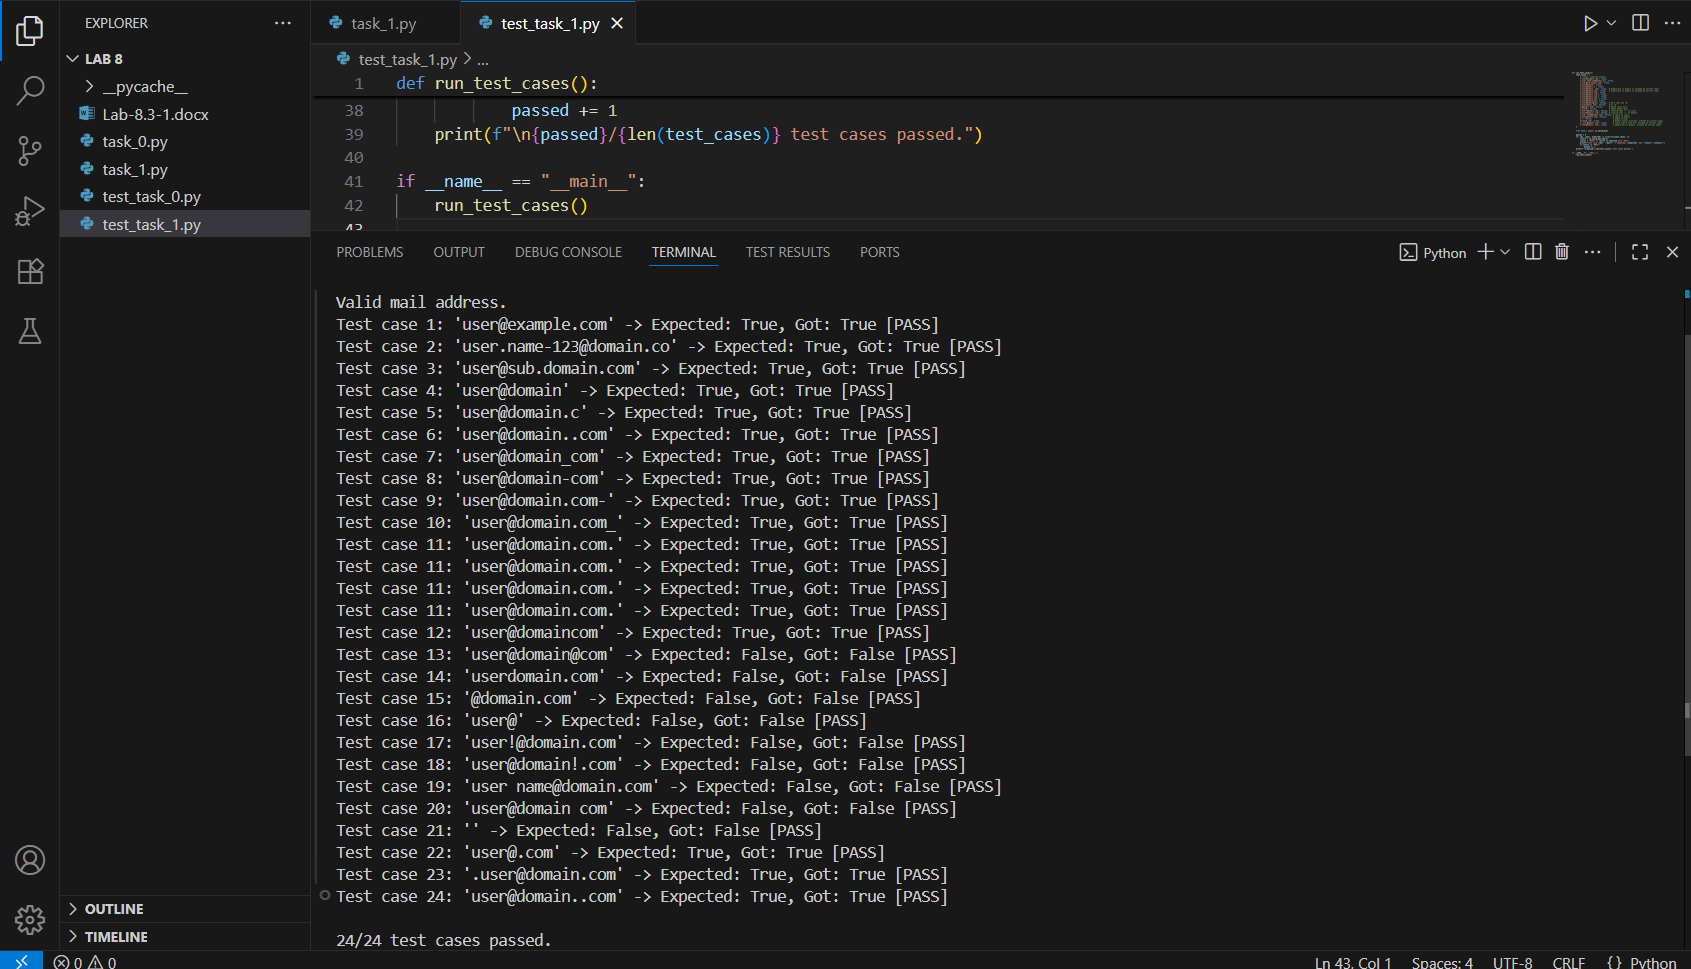 EXPLORER
LAB 8
__pycache__
Lab-8.3-1.docx
task_0.py
task_1.py
test_task_0.py
test_task_1.py
OUTLINE
TIMELINE
task_1.py
test_task_1.py
test_task_1.py > ...
1 def run_test_cases():
38 passed += 1
39 print(f"\n{passed}/{len(test_cases)} test cases passed.")
40
41 if __name__ == "__main__":
42 run_test_cases()
43
PROBLEMS OUTPUT DEBUG CONSOLE TERMINAL TEST RESULTS PORTS
Python
Valid mail address.
Test case 1: 'user@example.com' -> Expected: True, Got: True [PASS]
Test case 2: 'user.name-123@domain.co' -> Expected: True, Got: True [PASS]
Test case 3: 'user@sub.domain.com' -> Expected: True, Got: True [PASS]
Test case 4: 'user@domain' -> Expected: True, Got: True [PASS]
Test case 5: 'user@domain.c' -> Expected: True, Got: True [PASS]
Test case 6: 'user@domain..com' -> Expected: True, Got: True [PASS]
Test case 7: 'user@domain_com' -> Expected: True, Got: True [PASS]
Test case 8: 'user@domain-com' -> Expected: True, Got: True [PASS]
Test case 9: 'user@domain.com-' -> Expected: True, Got: True [PASS]
Test case 10: 'user@domain.com_' -> Expected: True, Got: True [PASS]
Test case 11: 'user@domain.com.' -> Expected: True, Got: True [PASS]
Test case 11: 'user@domain.com.' -> Expected: True, Got: True [PASS]
Test case 11: 'user@domain.com.' -> Expected: True, Got: True [PASS]
Test case 11: 'user@domain.com.' -> Expected: True, Got: True [PASS]
Test case 12: 'user@domaincom' -> Expected: True, Got: True [PASS]
Test case 13: 'user@domain@com' -> Expected: False, Got: False [PASS]
Test case 14: 'userdomain.com' -> Expected: False, Got: False [PASS]
Test case 15: '@domain.com' -> Expected: False, Got: False [PASS]
Test case 16: 'user@' -> Expected: False, Got: False [PASS]
Test case 17: 'user!@domain.com' -> Expected: False, Got: False [PASS]
Test case 18: 'user@domain!.com' -> Expected: False, Got: False [PASS]
Test case 19: 'user name@domain.com' -> Expected: False, Got: False [PASS]
Test case 20: 'user@domain com' -> Expected: False, Got: False [PASS]
Test case 21: '' -> Expected: False, Got: False [PASS]
Test case 22: 'user@.com' -> Expected: True, Got: True [PASS]
Test case 23: '.user@domain.com' -> Expected: True, Got: True [PASS]
Test case 24: 'user@domain..com' -> Expected: True, Got: True [PASS]
24/24 test cases passed.
0 0 Ln 43, Col 1 Spaces: 4 UTF-8 CRLF {} Python